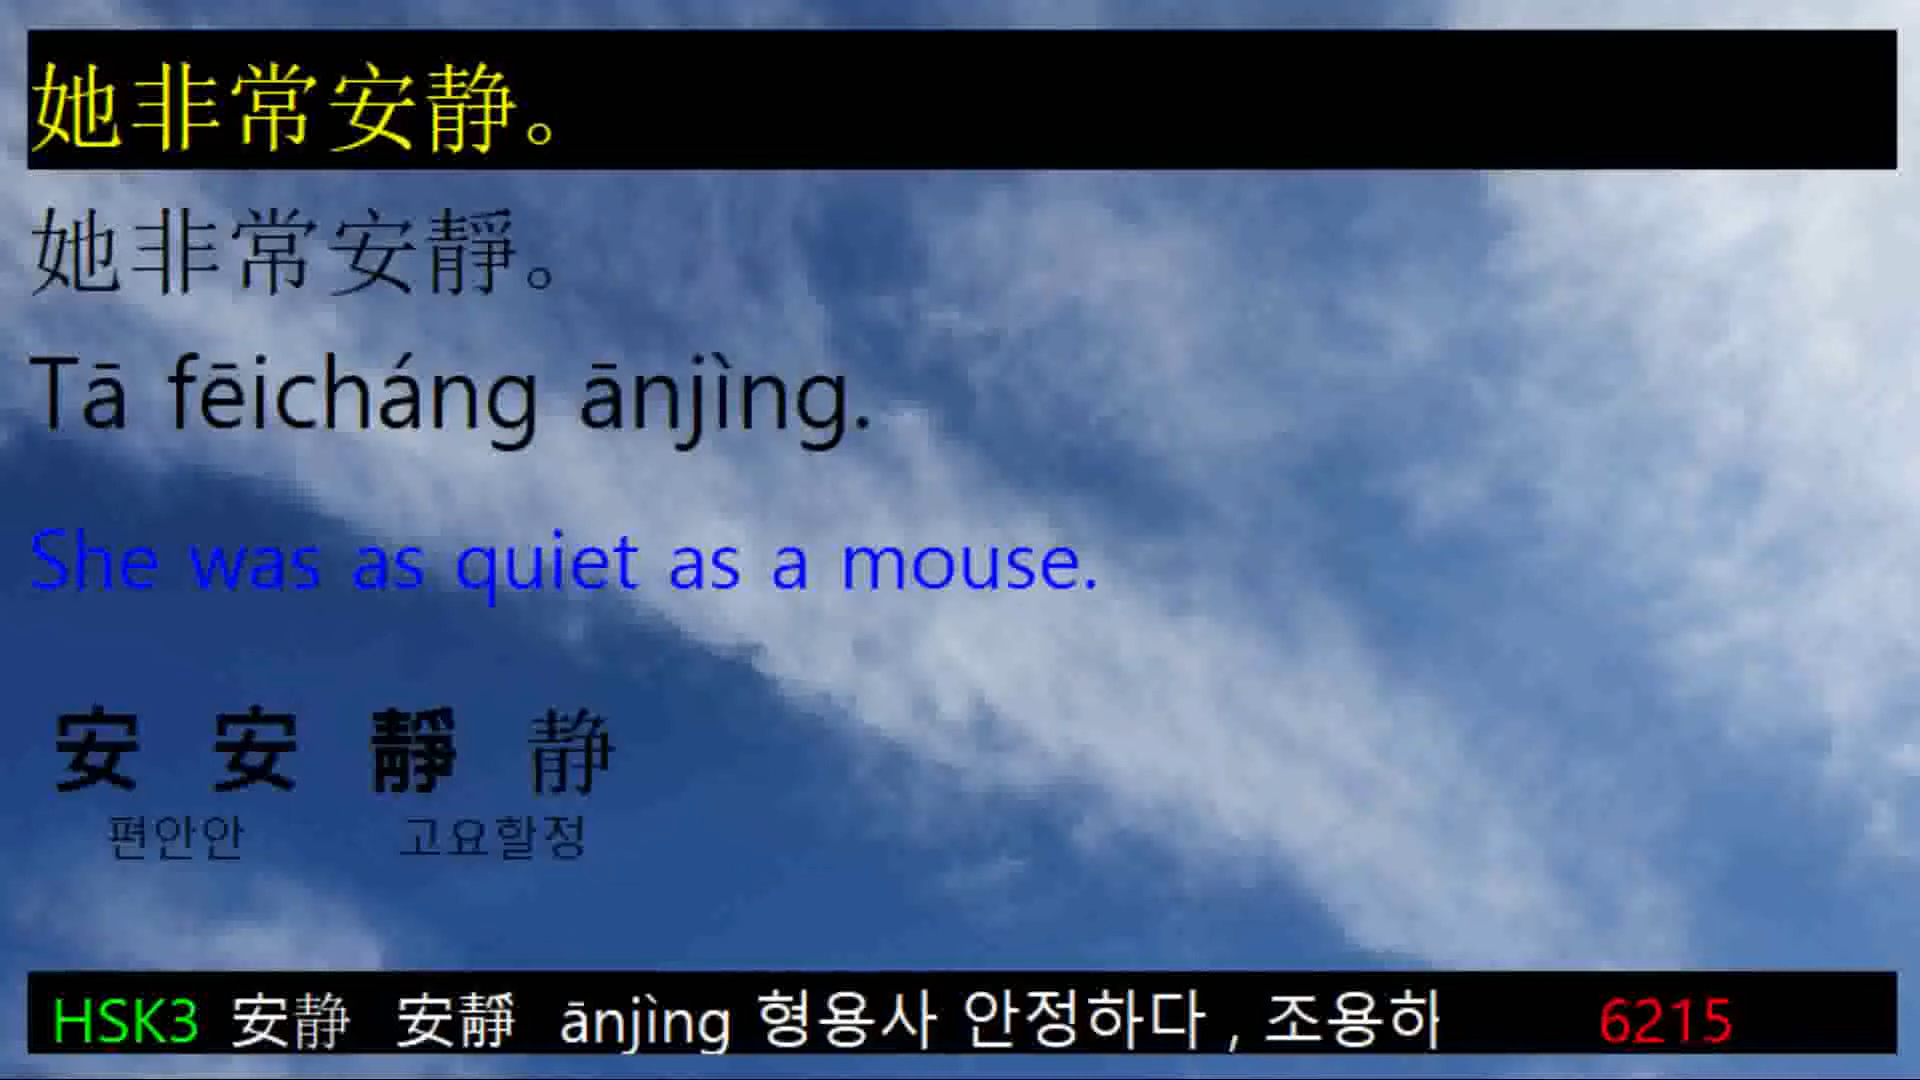 她非常安静。
她非常安靜。
Tā fēicháng ānjìng.
She was as quiet as a mouse.
安 安 靜 静
편안안 고요할정
HSK3 安静 安靜 ānjìng 형용사 안정하다 , 조용하 6215